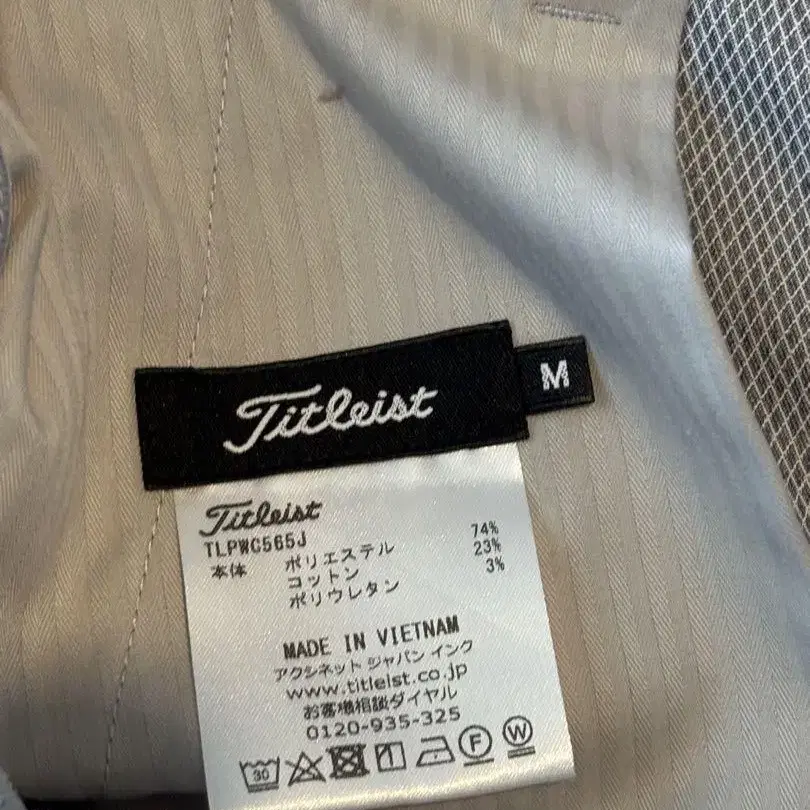 Titleist
M
Titleist
TLPWC565J
本体 ポリエステル 74%
コットン 23%
ポリウレタン 3%
MADE IN VIETNAM
アクシネット ジャパン インク
www.titleist.co.jp
お客様相談ダイヤル
0120-935-325
30 F W